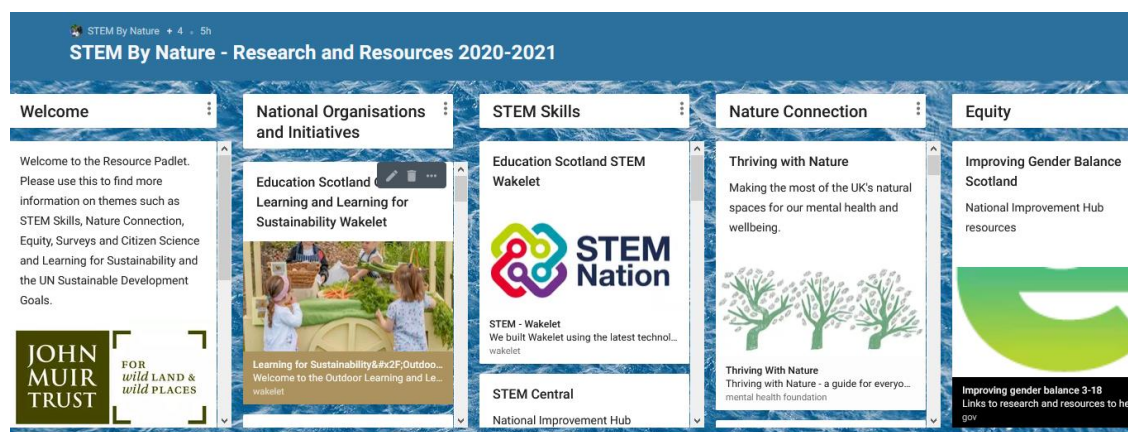 STEM By Nature + 4 • 5h
STEM By Nature - Research and Resources 2020-2021
Welcome
Welcome to the Resource Padlet.
Please use this to find more
information on themes such as
STEM Skills, Nature Connection,
Equity, Surveys and Citizen Science
and Learning for Sustainability and
the UN Sustainable Development
Goals.
JOHN
MUIR
TRUST
FOR
wild LAND &
wild PLACES
National Organisations
and Initiatives
Education Scotland
Learning and Learning for
Sustainability Wakelet
Learning for Sustainability&#x2F;Outdoo...
Welcome to the Outdoor Learning and Le...
wakelet
STEM Skills
Education Scotland STEM
Wakelet
STEM
Nation
STEM - Wakelet
We built Wakelet using the latest technol...
wakelet
STEM Central
National Improvement Hub
Nature Connection
Thriving with Nature
Making the most of the UK's natural
spaces for our mental health and
wellbeing.
Thriving With Nature
Thriving with Nature - a guide for everyo...
mental health foundation
Equity
Improving Gender Balance
Scotland
National Improvement Hub
resources
Improving gender balance 3-18
Links to research and resources to he
gov